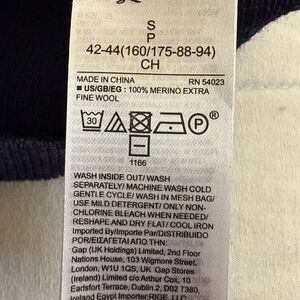 S
P
42-44(160/175-88-94)
CH
MADE IN CHINA RN 54023
■ US/GB/EG : 100% MERINO EXTRA
FINE WOOL
30 P
1166
WASH INSIDE OUT/ WASH
SEPARATELY/ MACHINE WASH COLD
GENTLE CYCLE/ WASH IN MESH BAG/
USE MILD DETERGENT/ ONLY NON-
CHLORINE BLEACH WHEN NEEDED/
RESHAPE AND DRY FLAT/ COOL IRON
Imported By/Importe Par/DISTRIBUIDO
POR/ΕΙΣΑΓΕΤΑΙ ΑΠΟ ΤΗΝ:
Gap (UK Holdings) Limited, 2nd Floor
Nations House, 103 Wigmore Street,
London, W1U 1QS, UK Gap Stores
(Ireland) Limited c/o Arthur Cox, 10
Earlsfort Terrace, Dublin 2, D02 T380,
Ireland Egypt Importer:RIGE, LLC